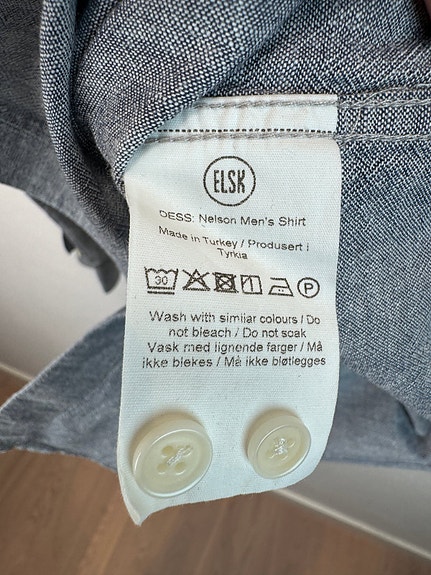 ELSK
DESS: Nelson Men's Shirt
Made in Turkey / Produsert i
Tyrkia
30 P
Wash with similar colours / Do
not bleach / Do not soak
Vask med lignende farger / Må
ikke blekes / Må ikke bløtlegges